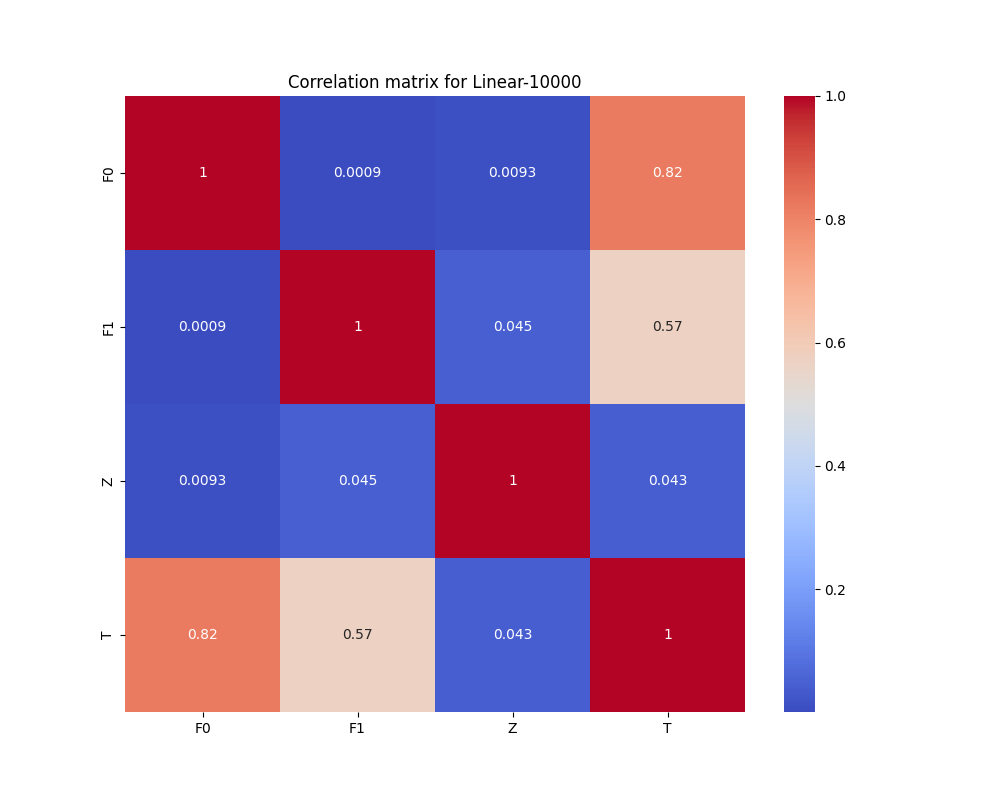 Correlation matrix for Linear-10000
F0 1 0.0009 0.0093 0.82
F1 0.0009 1 0.045 0.57
Z 0.0093 0.045 1 0.043
T 0.82 0.57 0.043 1
F0 F1 Z T
1.0
0.8
0.6
0.4
0.2